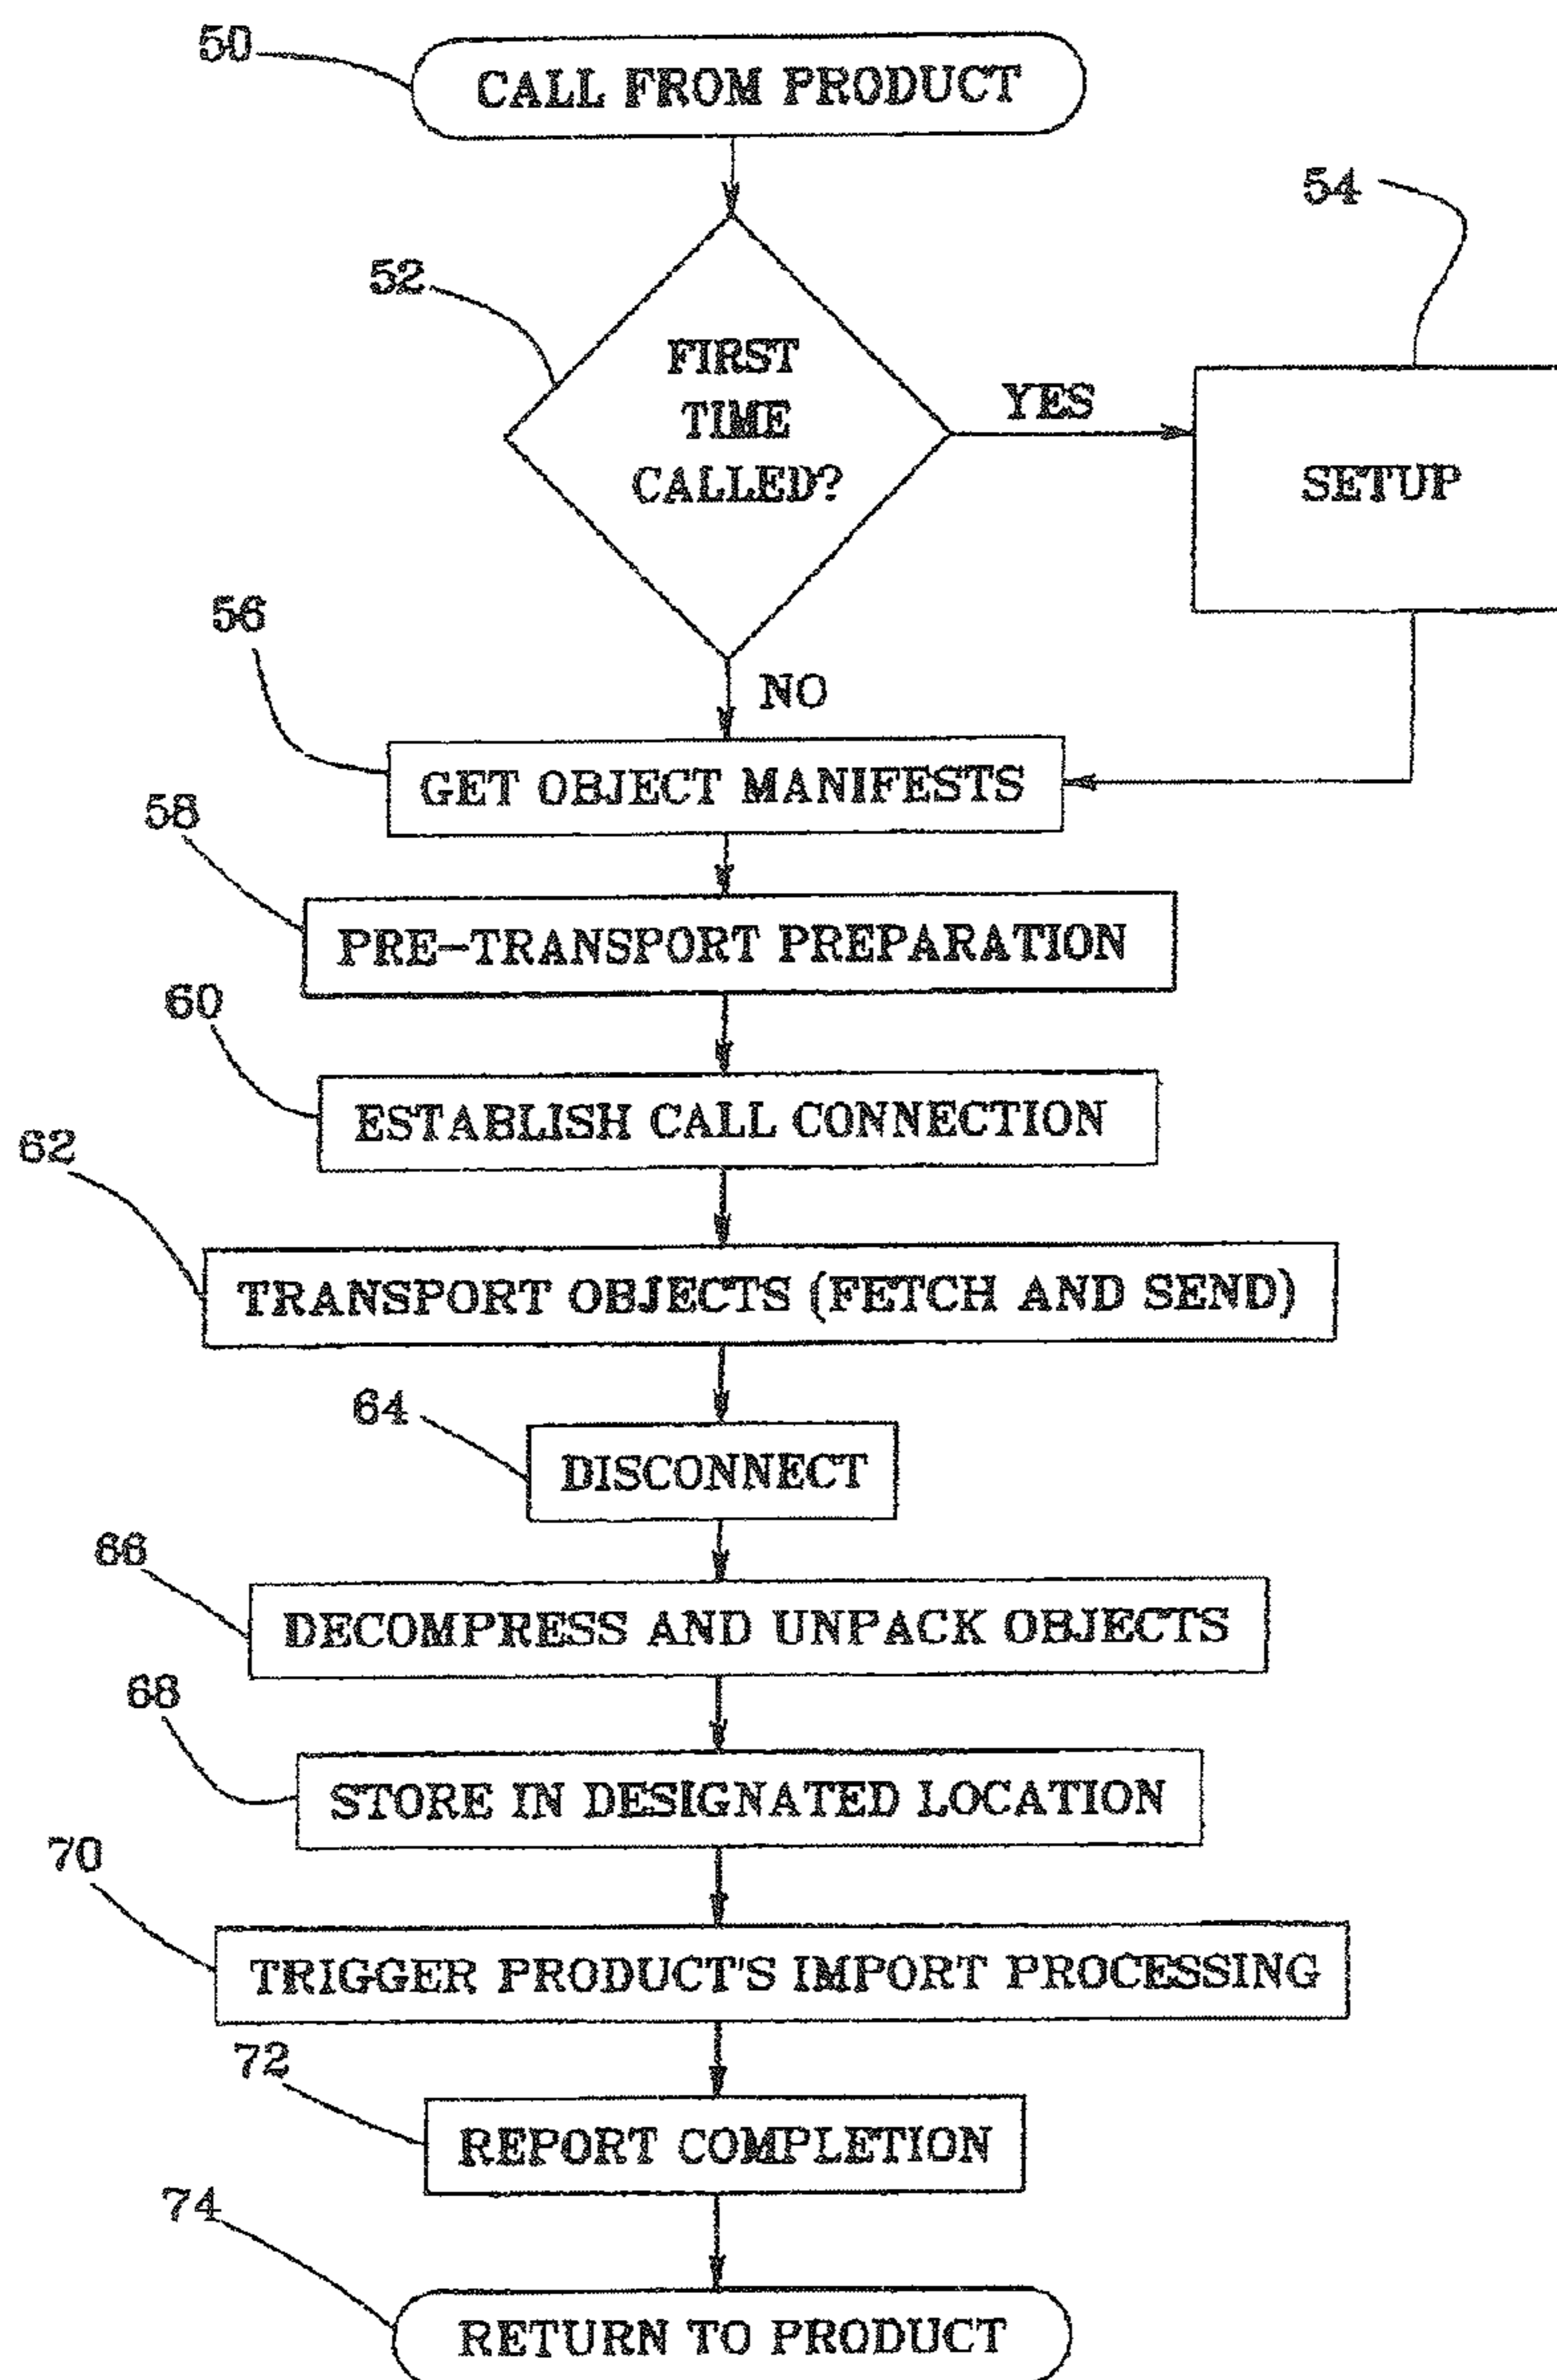 50
CALL FROM PRODUCT
54
52
FIRST
TIME
CALLED?
YES
SETUP
56
NO
GET OBJECT MANIFESTS
58
PRE-TRANSPORT PREPARATION
60
ESTABLISH CALL CONNECTION
62
TRANSPORT OBJECTS (FETCH AND SEND)
64
DISCONNECT
66
DECOMPRESS AND UNPACK OBJECTS
68
STORE IN DESIGNATED LOCATION
70
TRIGGER PRODUCT'S IMPORT PROCESSING
72
REPORT COMPLETION
74
RETURN TO PRODUCT